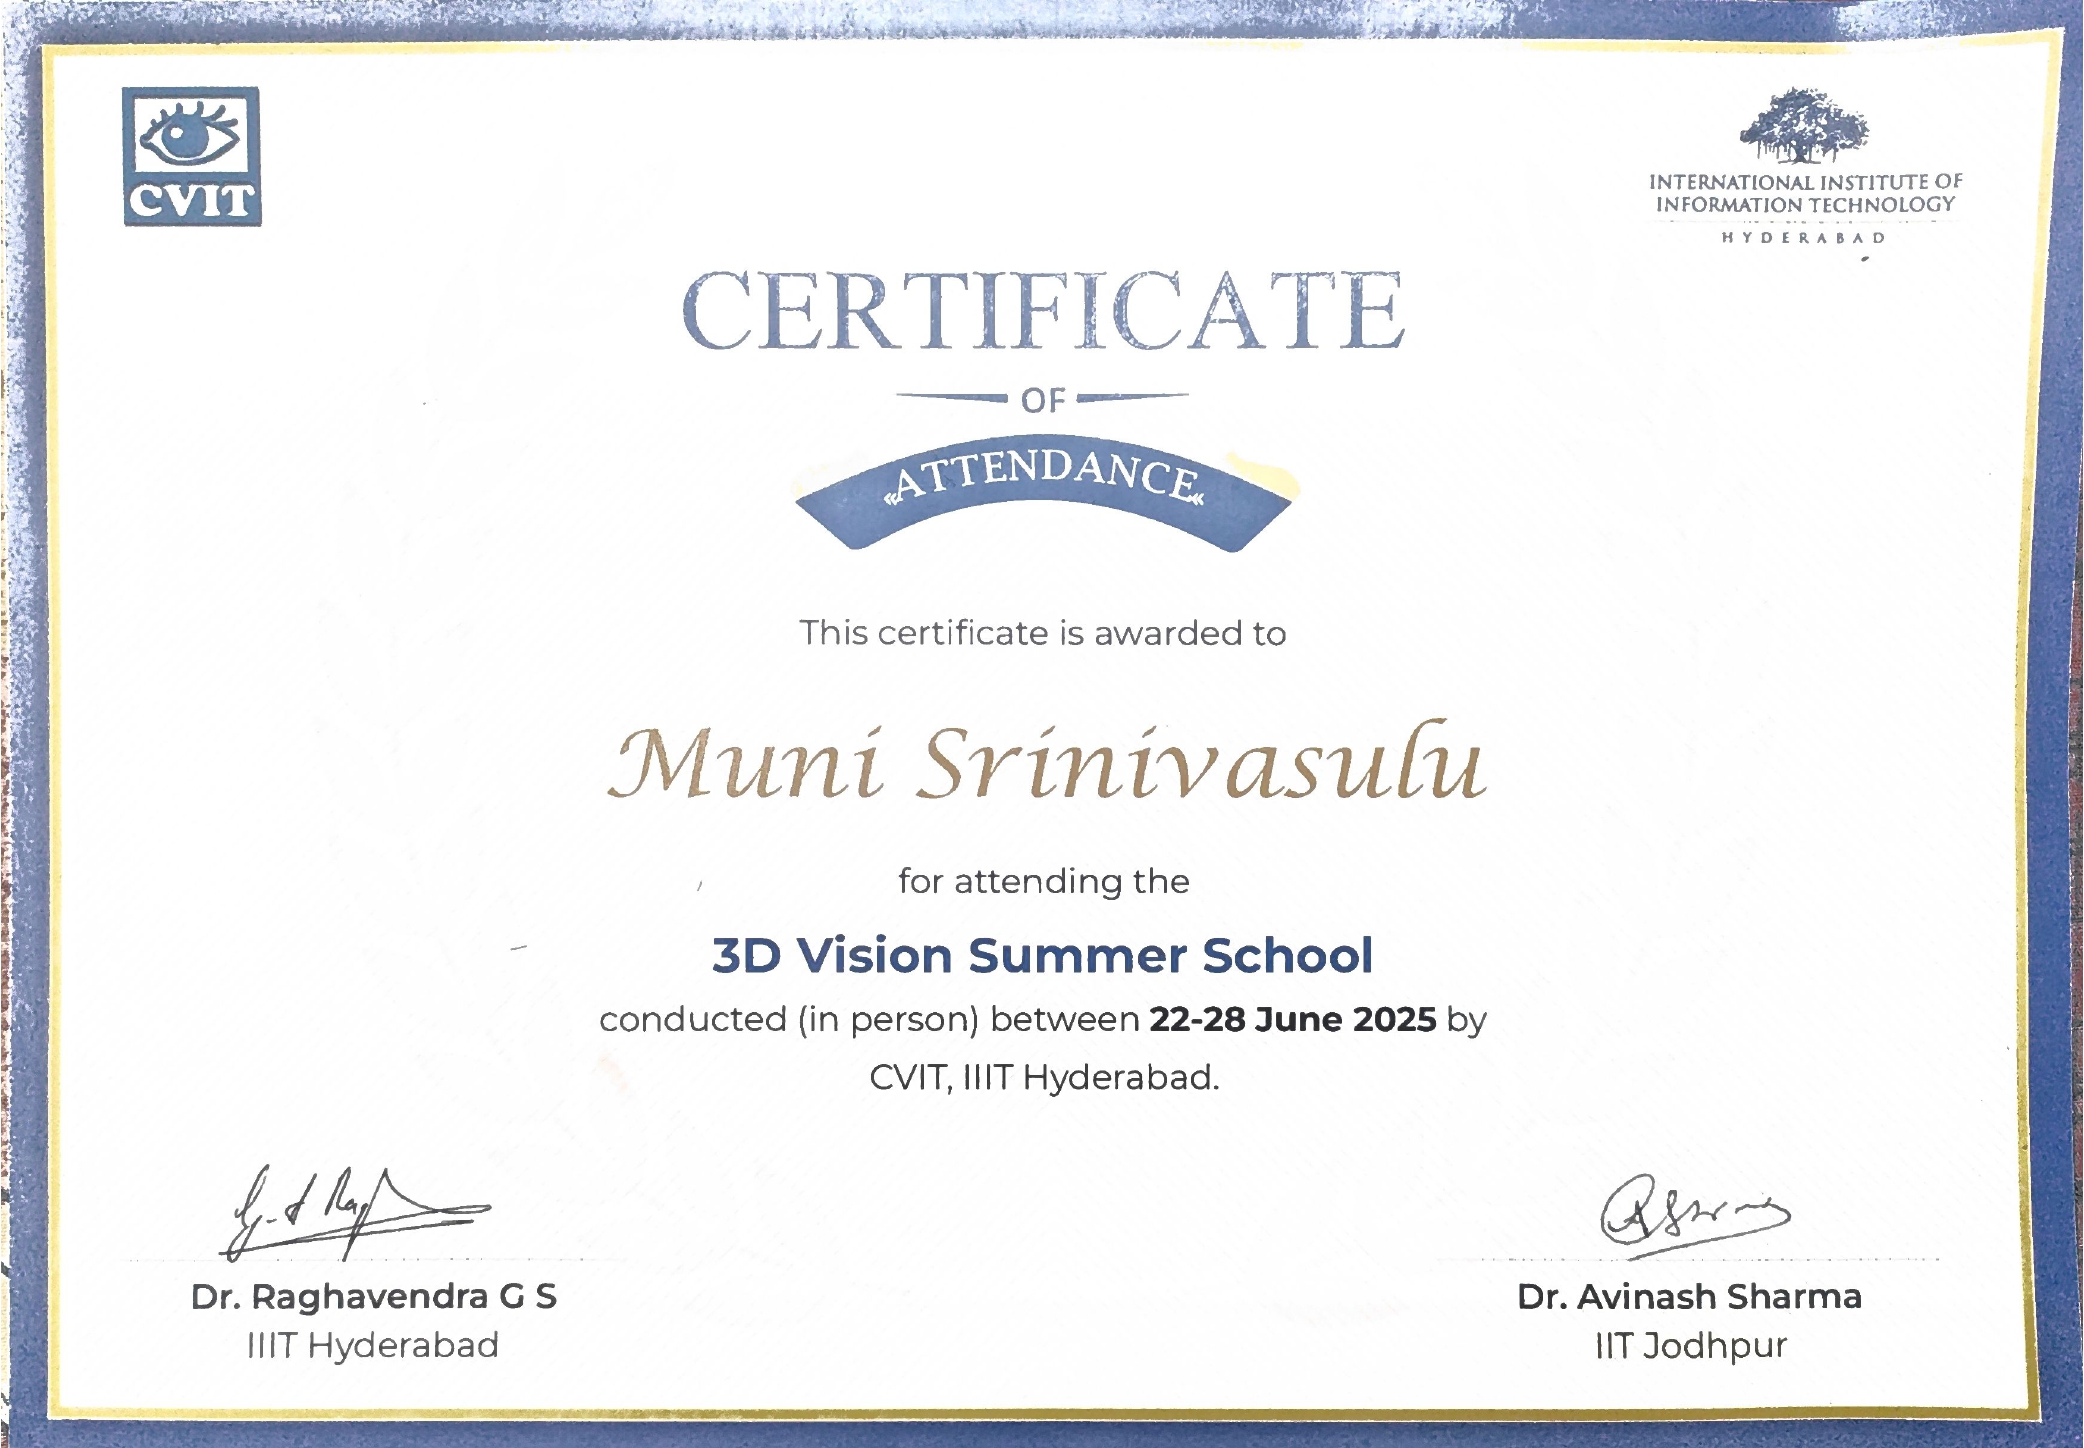 CVIT
INTERNATIONAL INSTITUTE OF
INFORMATION TECHNOLOGY
HYDERABAD
CERTIFICATE
OF
«ATTENDANCE«
This certificate is awarded to
Muni Srinivasulu
for attending the
3D Vision Summer School
conducted (in person) between 22-28 June 2025 by
CVIT, IIIT Hyderabad.
Dr. Raghavendra G S
IIIT Hyderabad
Dr. Avinash Sharma
IIT Jodhpur